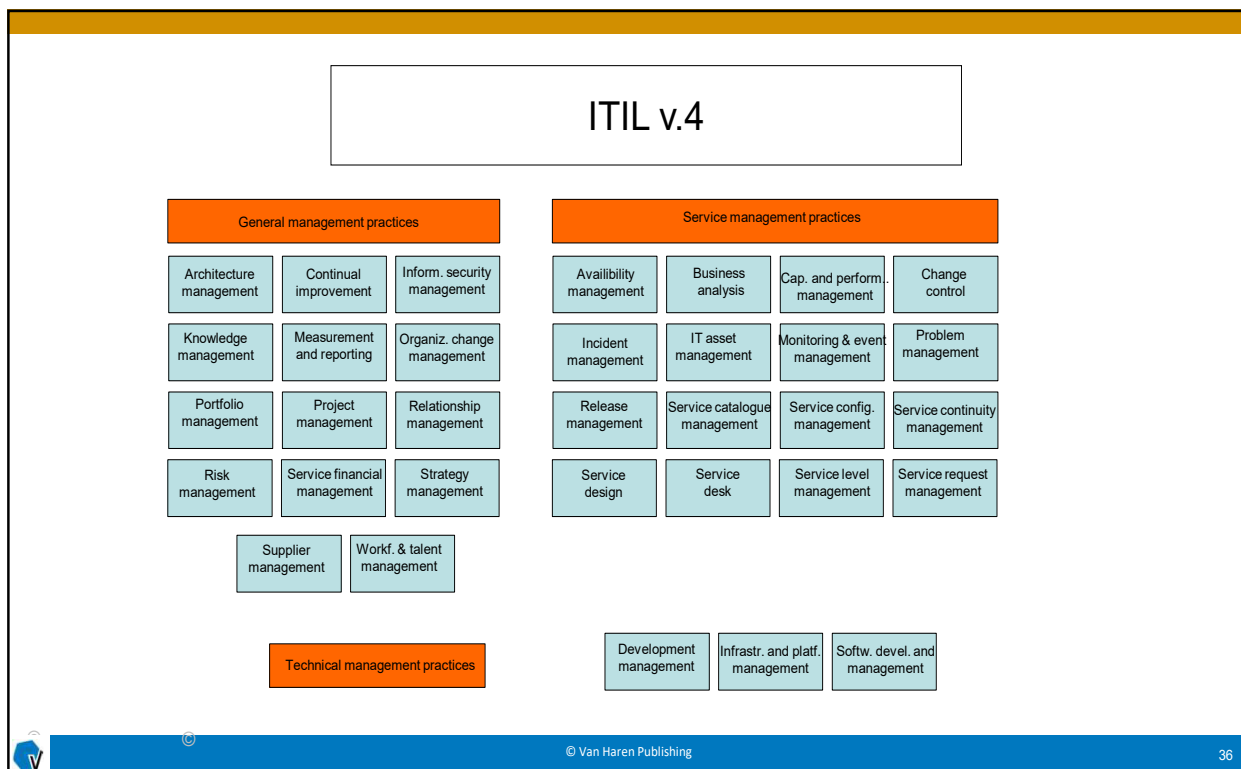 ITIL v.4
General management practices
Service management practices
Architecture
management
Continual
improvement
Inform. security
management
Availibility
management
Business
analysis
Cap. and perform..
management
Change
control
Knowledge
management
Measurement
and reporting
Organiz. change
management
Incident
management
IT asset
management
Monitoring & event
management
Problem
management
Portfolio
management
Project
management
Relationship
management
Release
management
Service catalogue
management
Service config.
management
Service continuity
management
Risk
management
Service financial
management
Strategy
management
Service
design
Service
desk
Service level
management
Service request
management
Supplier
management
Workf. & talent
management
Technical management practices
Development
management
Infrastr. and platf.
management
Softw. devel. and
management
©
©
© Van Haren Publishing
36